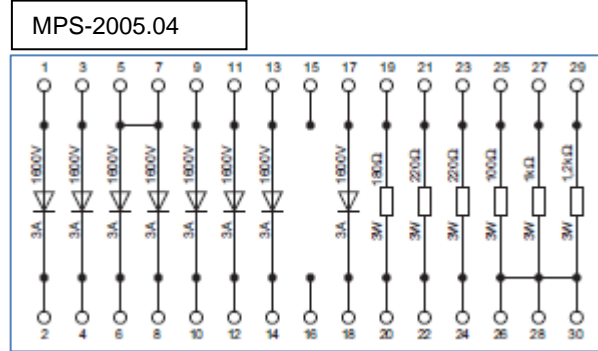 MPS-2005.04
1 3 5 7 9 11 13 15 17 19 21 23 25 27 29
1600V 1600V 1600V 1600V 1600V 1600V 1600V 1600V 180Ω 220Ω 220Ω 100Ω 1kΩ 1,2kΩ
3A 3A 3A 3A 3A 3A 3A 3A 3W 3W 3W 3W 3W 3W
2 4 6 8 10 12 14 16 18 20 22 24 26 28 30